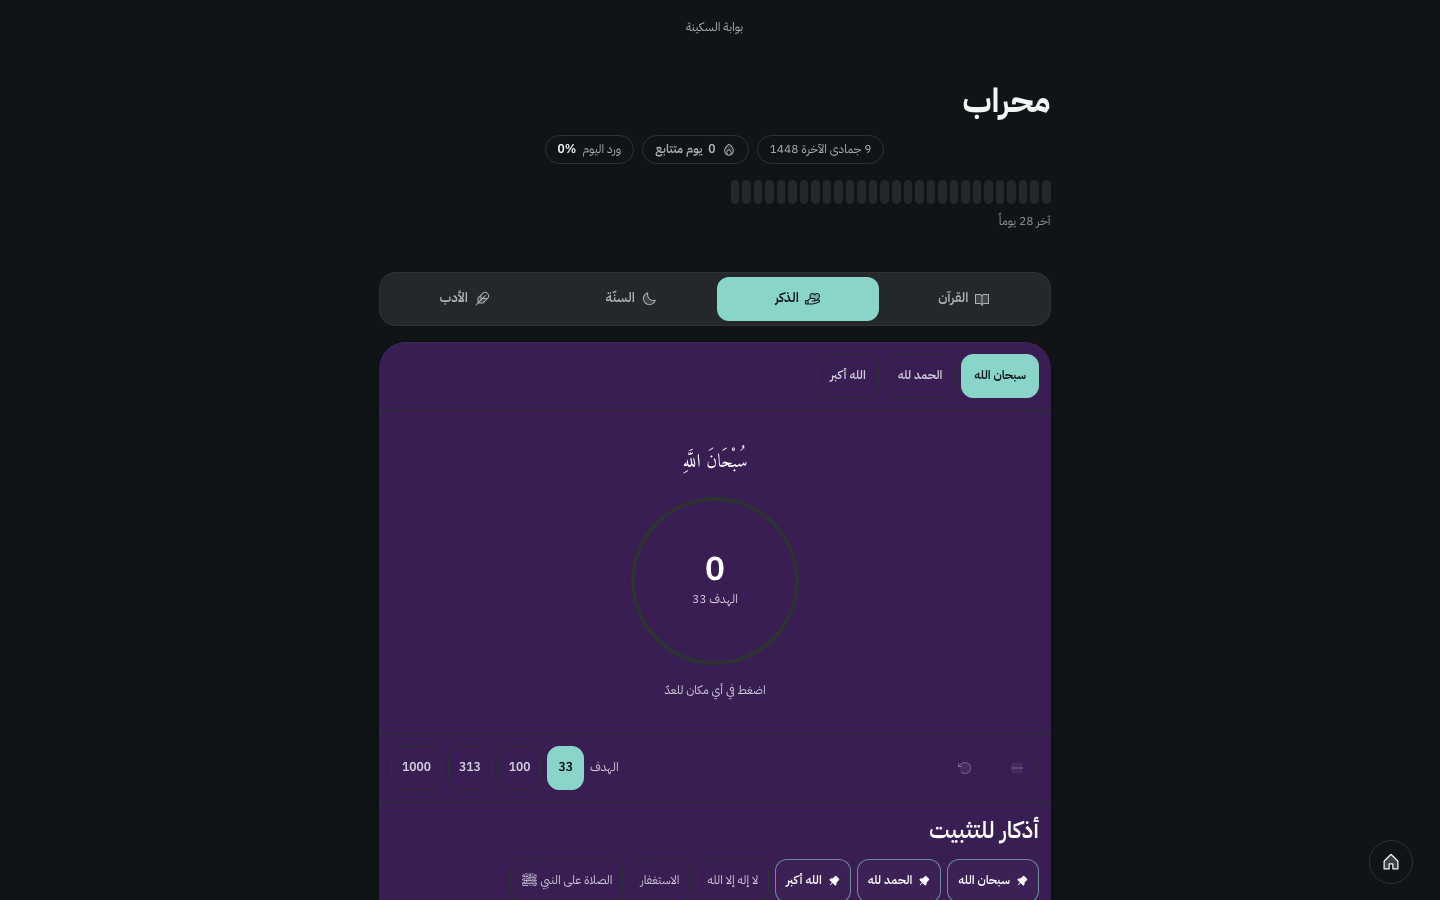 بوابة السكينة
محراب
9 جمادى الآخرة 1448
0 يوم متتابع
ورد اليوم 0%
آخر 28 يوماً
القرآن
الذكر
السنّة
الأدب
سبحان الله
الحمد لله
الله أكبر
سُبْحَانَ اللَّهِ
0
الهدف 33
اضغط في أي مكان للعدّ
الهدف 33 100 313 1000
أذكار للتثبيت
سبحان الله
الحمد لله
الله أكبر
لا إله إلا الله
الاستغفار
الصلاة على النبي ﷺ